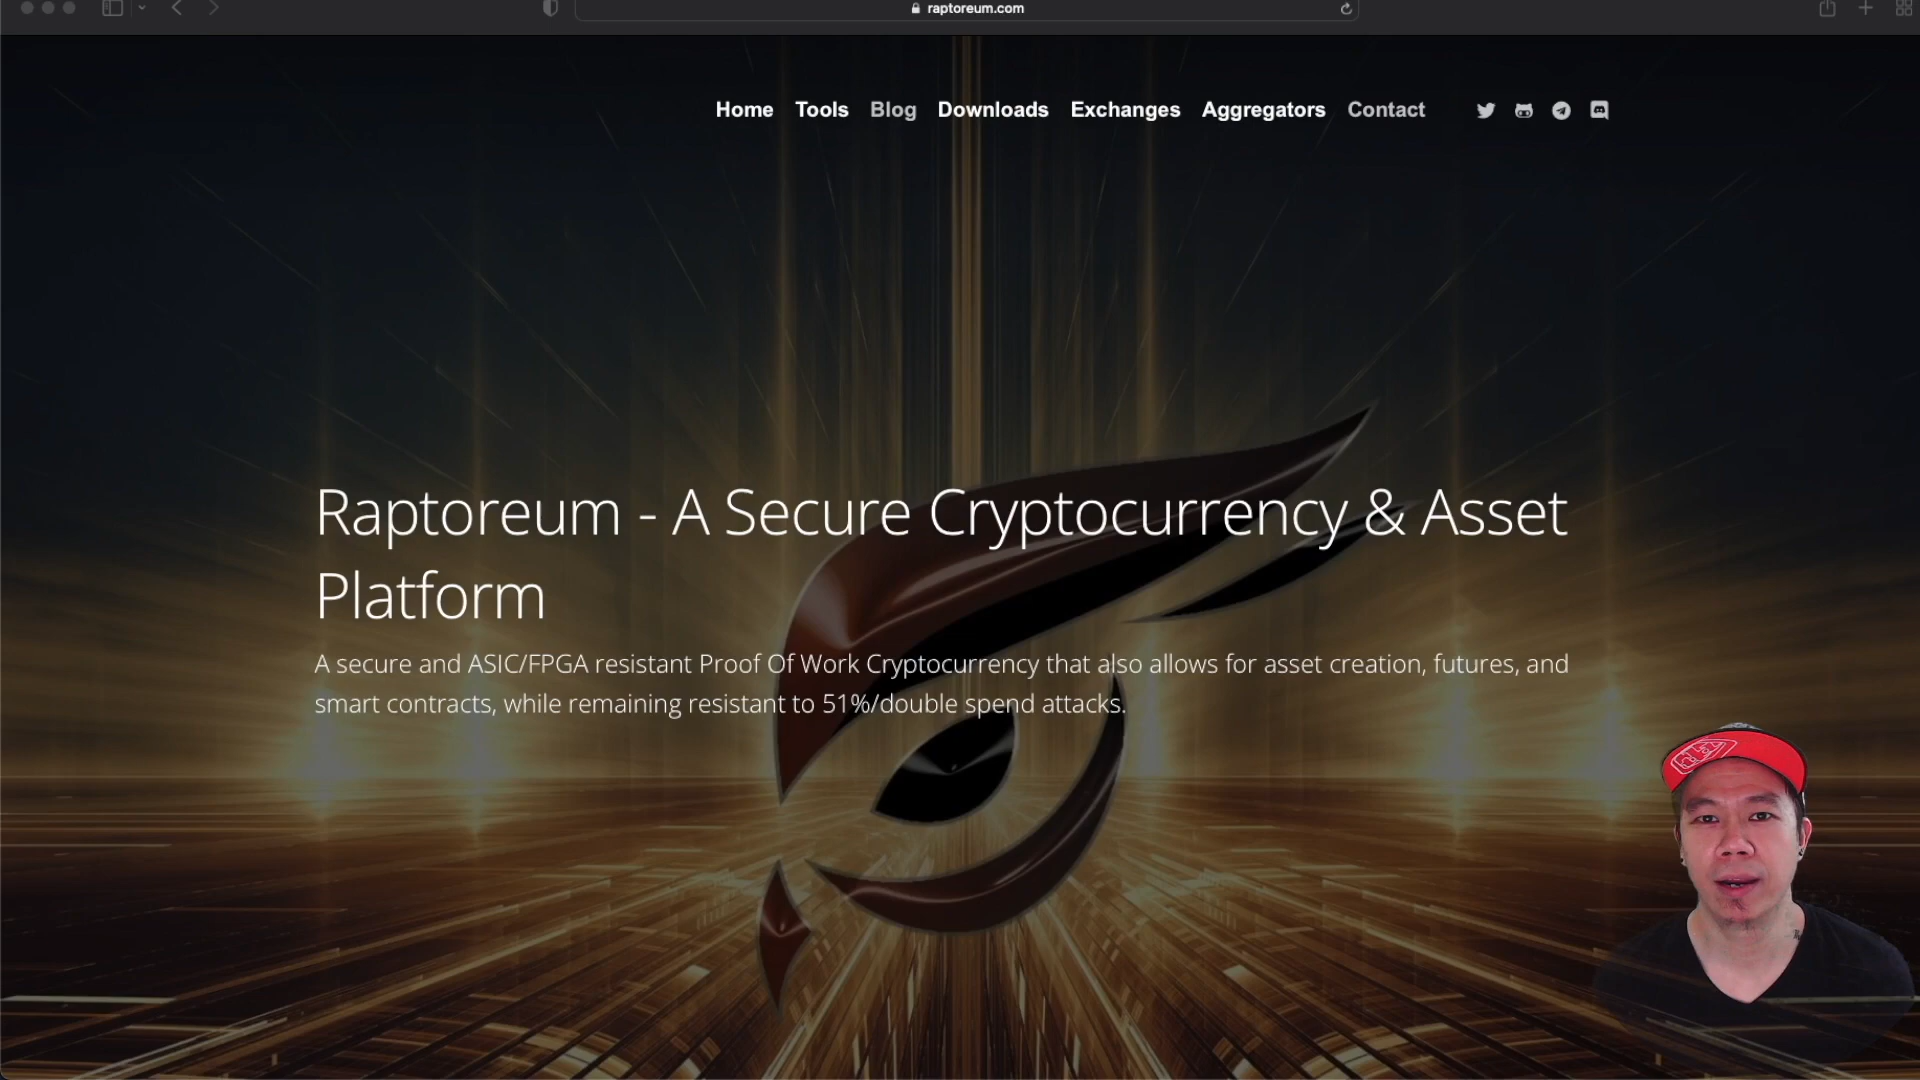 raptoreum.com
Home Tools Blog Downloads Exchanges Aggregators Contact
Raptoreum - A Secure Cryptocurrency & Asset
Platform
A secure and ASIC/FPGA resistant Proof Of Work Cryptocurrency that also allows for asset creation, futures, and
smart contracts, while remaining resistant to 51%/double spend attacks.